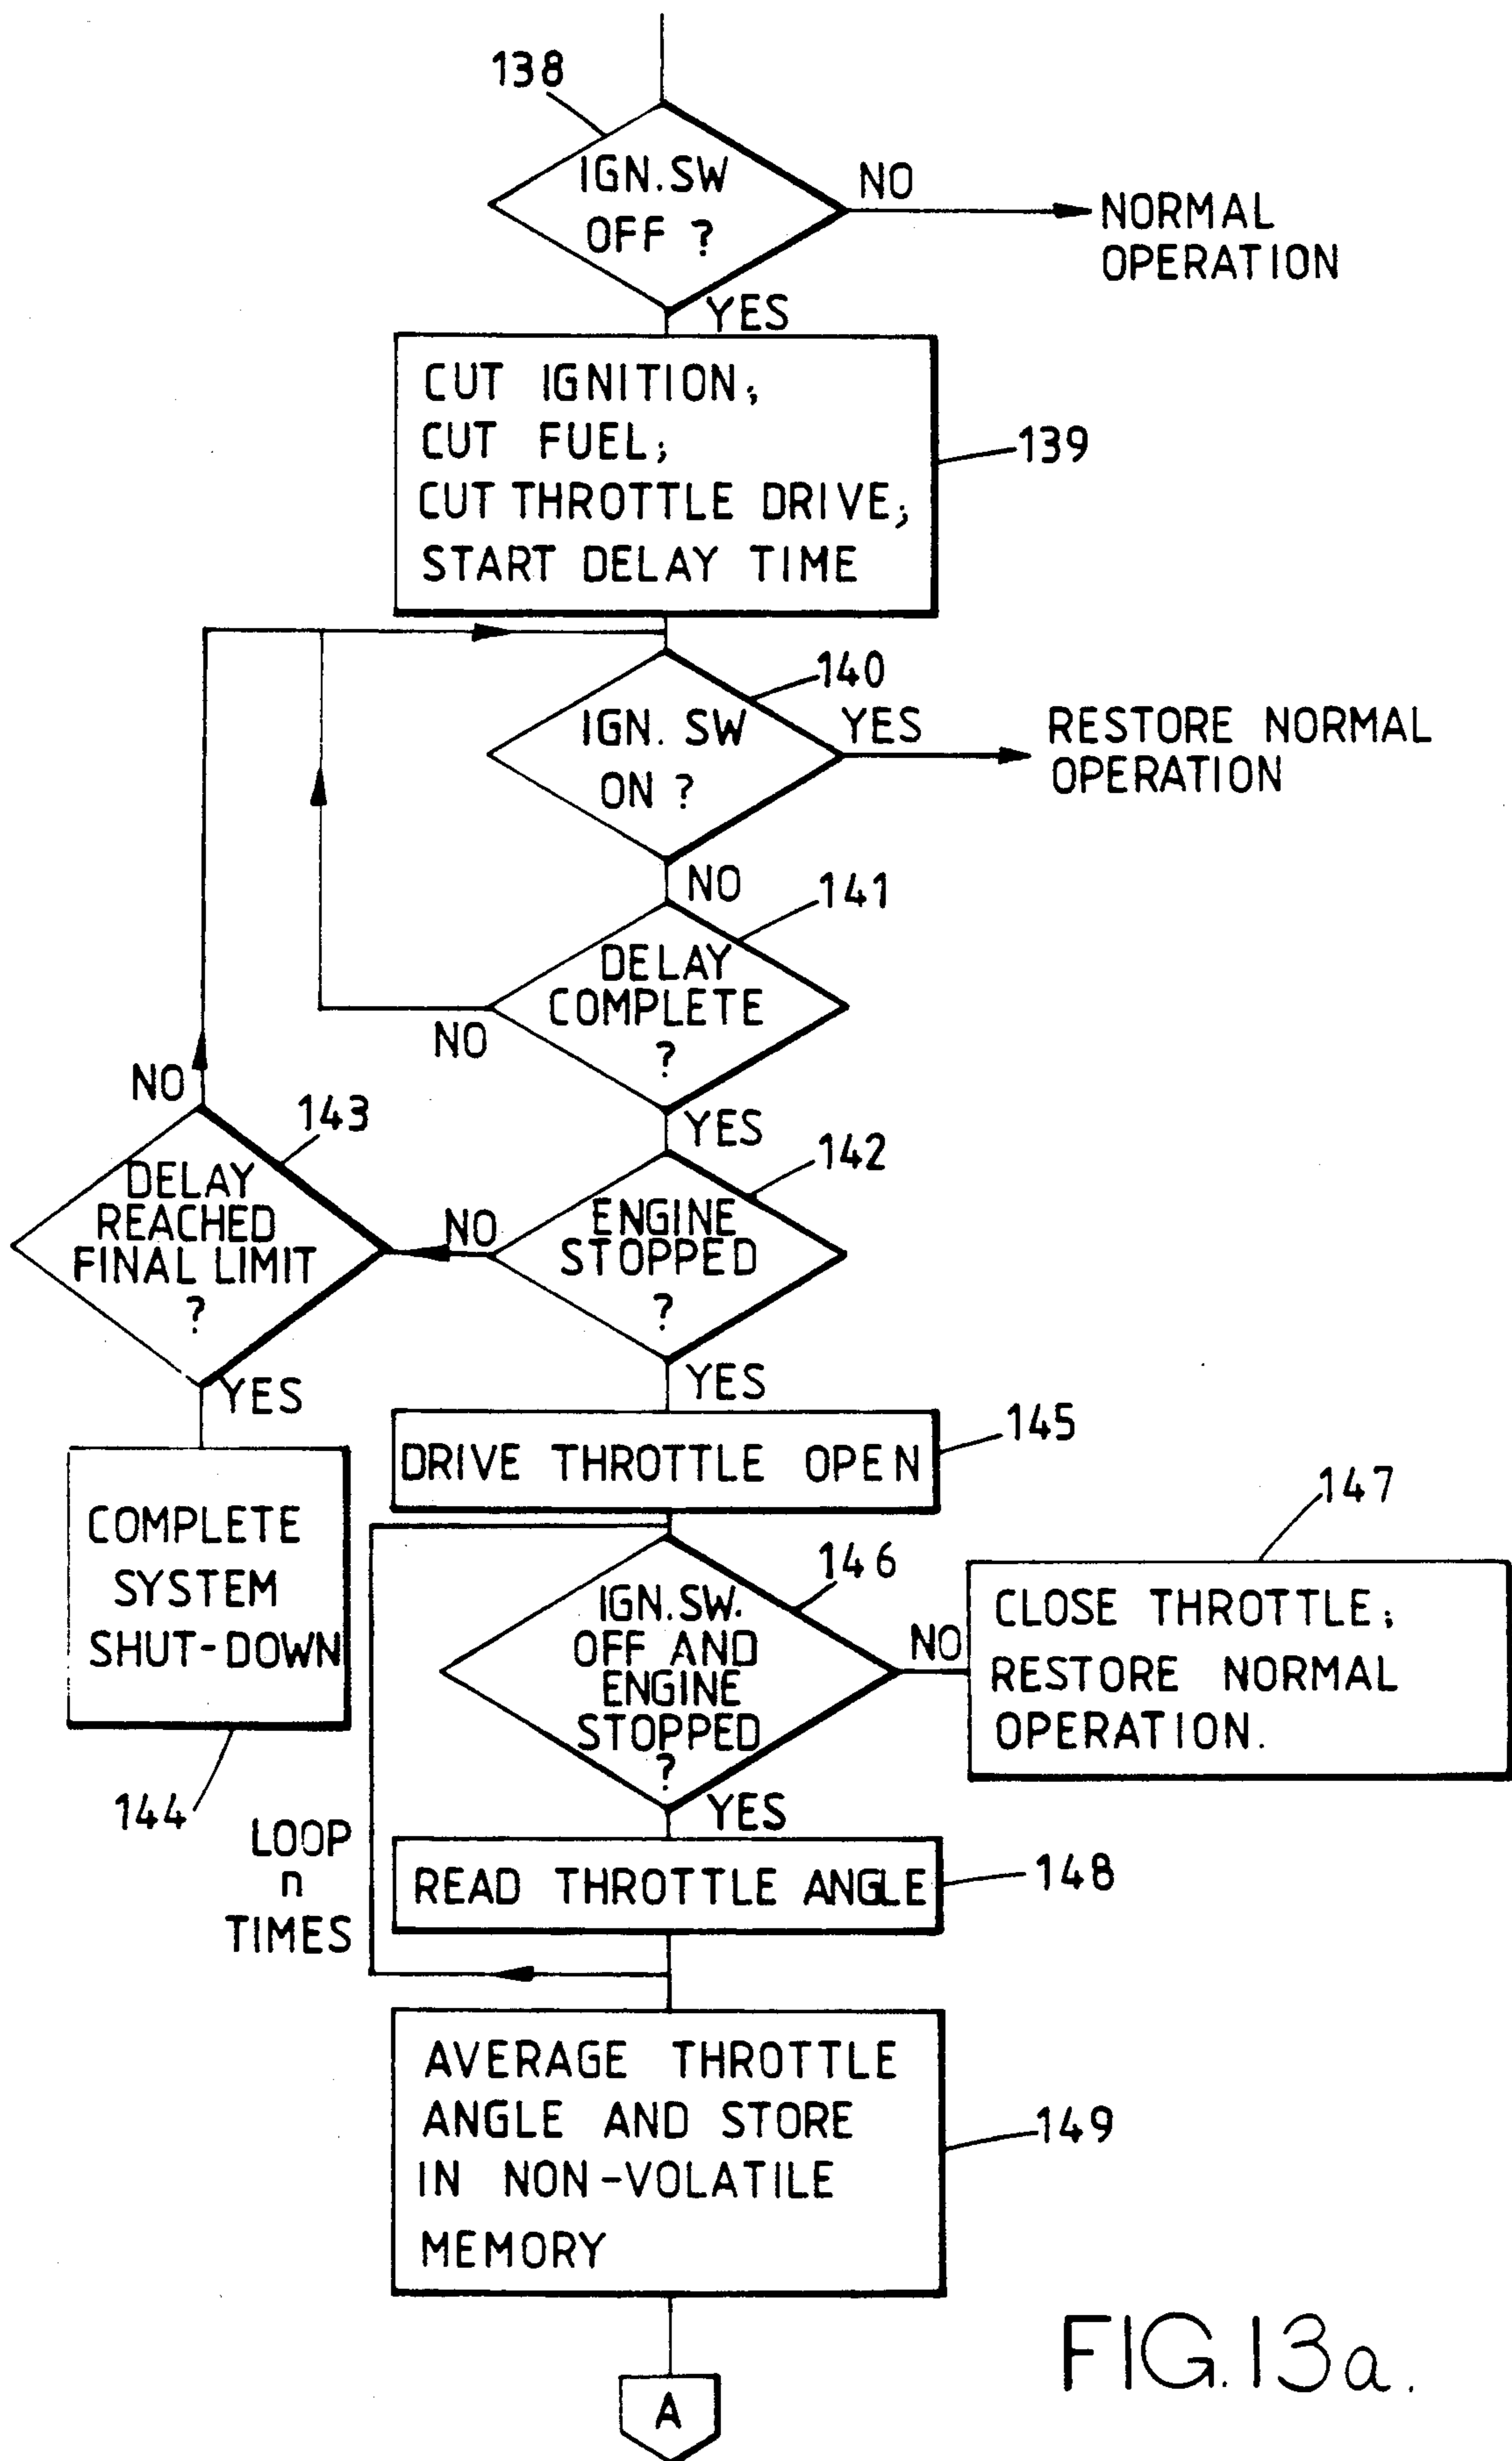 138
IGN. SW
OFF ?
NO
NORMAL
OPERATION
YES
CUT IGNITION;
CUT FUEL;
CUT THROTTLE DRIVE;
START DELAY TIME
139
140
IGN. SW
ON ?
YES
RESTORE NORMAL
OPERATION
NO
141
DELAY
COMPLETE
?
NO
YES
NO
143
DELAY
REACHED
FINAL LIMIT
?
142
ENGINE
STOPPED
?
NO
YES
YES
COMPLETE
SYSTEM
SHUT-DOWN
144
DRIVE THROTTLE OPEN
145
146
IGN. SW.
OFF AND
ENGINE
STOPPED
?
NO
147
CLOSE THROTTLE;
RESTORE NORMAL
OPERATION.
YES
LOOP
n
TIMES
READ THROTTLE ANGLE
148
AVERAGE THROTTLE
ANGLE AND STORE
IN NON-VOLATILE
MEMORY
149
A
FIG. 13a.